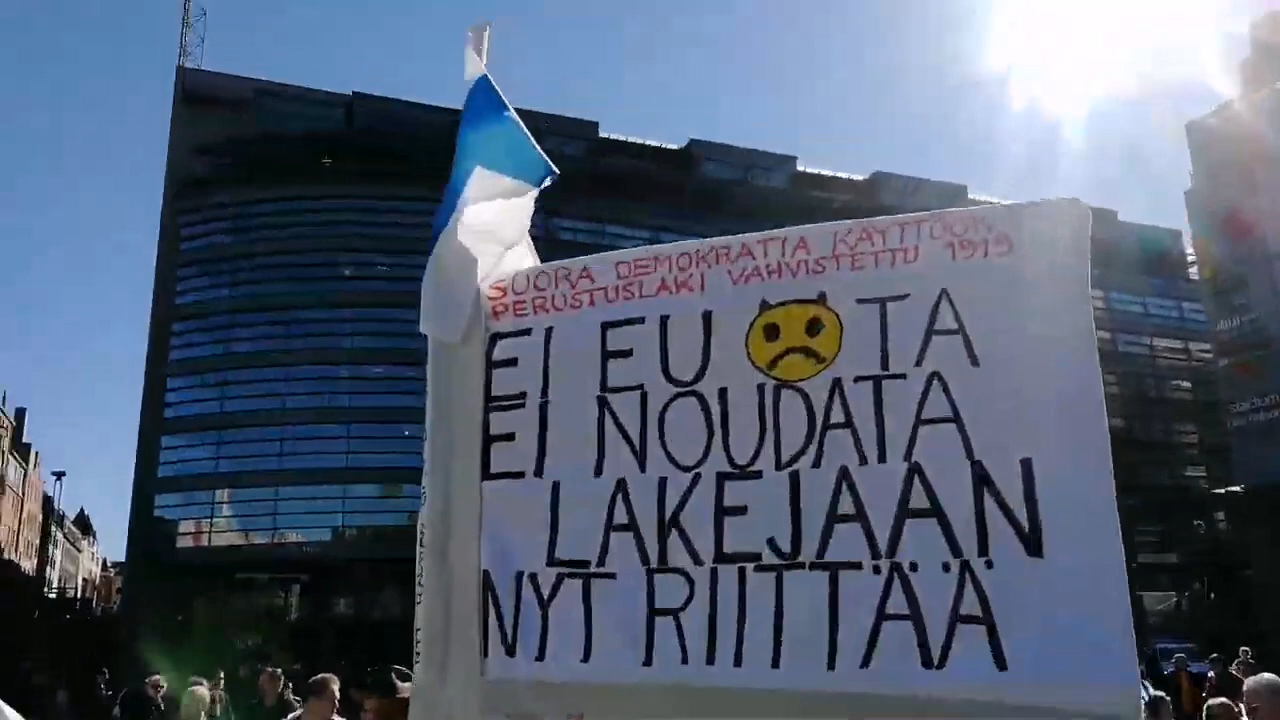 SUORA DEMOKRATIA KÄYTTÖÖN
PERUSTUSLAKI VAHVISTETTU 1919
EI EU TA
EI NOUDATA
LAKEJAAN
NYT RIITTÄÄ